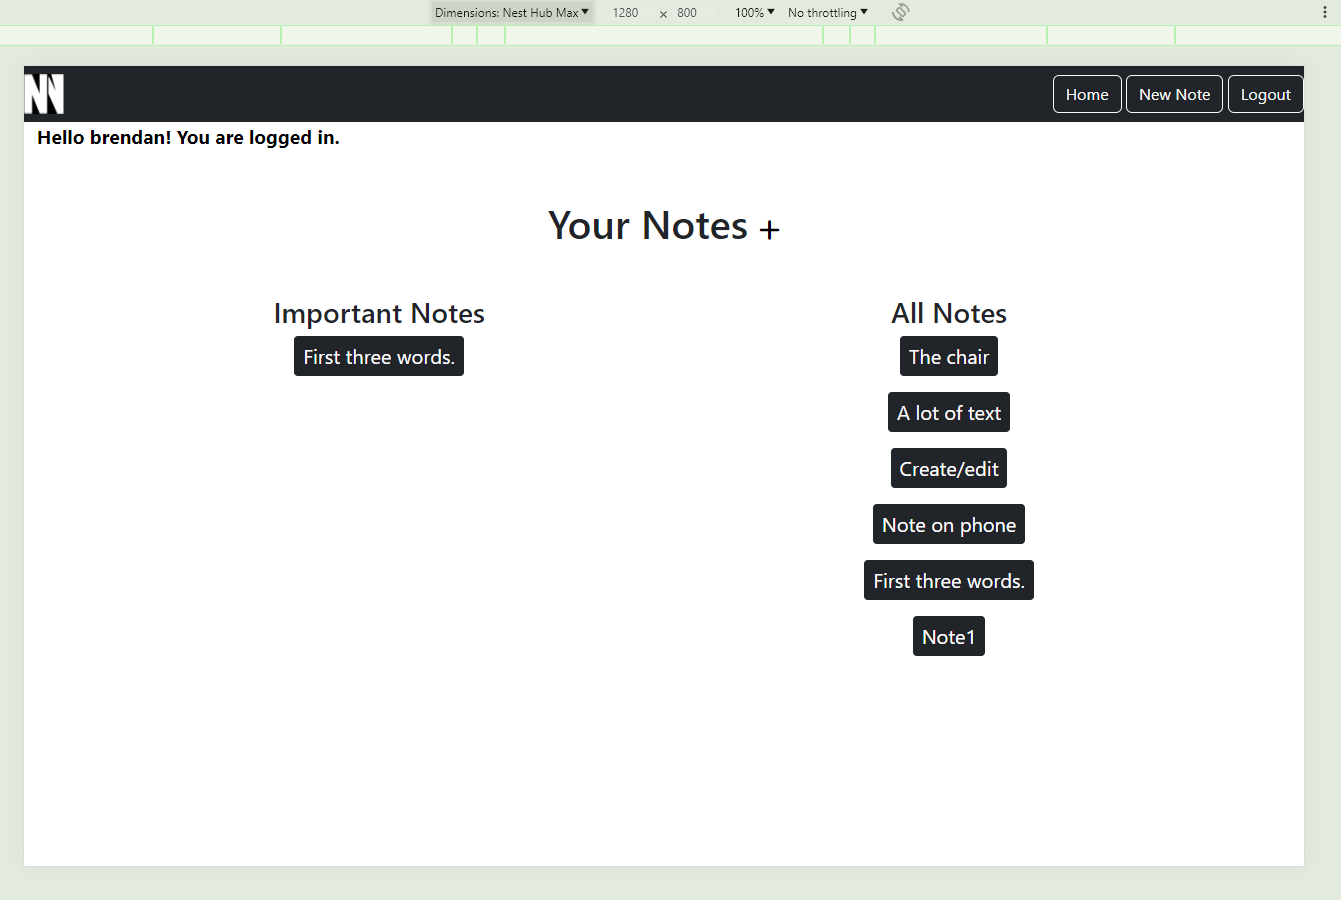 Dimensions: Nest Hub Max 1280 × 800 100% No throttling
NN Home New Note Logout
Hello brendan! You are logged in.
Your Notes +
Important Notes
First three words.
All Notes
The chair
A lot of text
Create/edit
Note on phone
First three words.
Note1